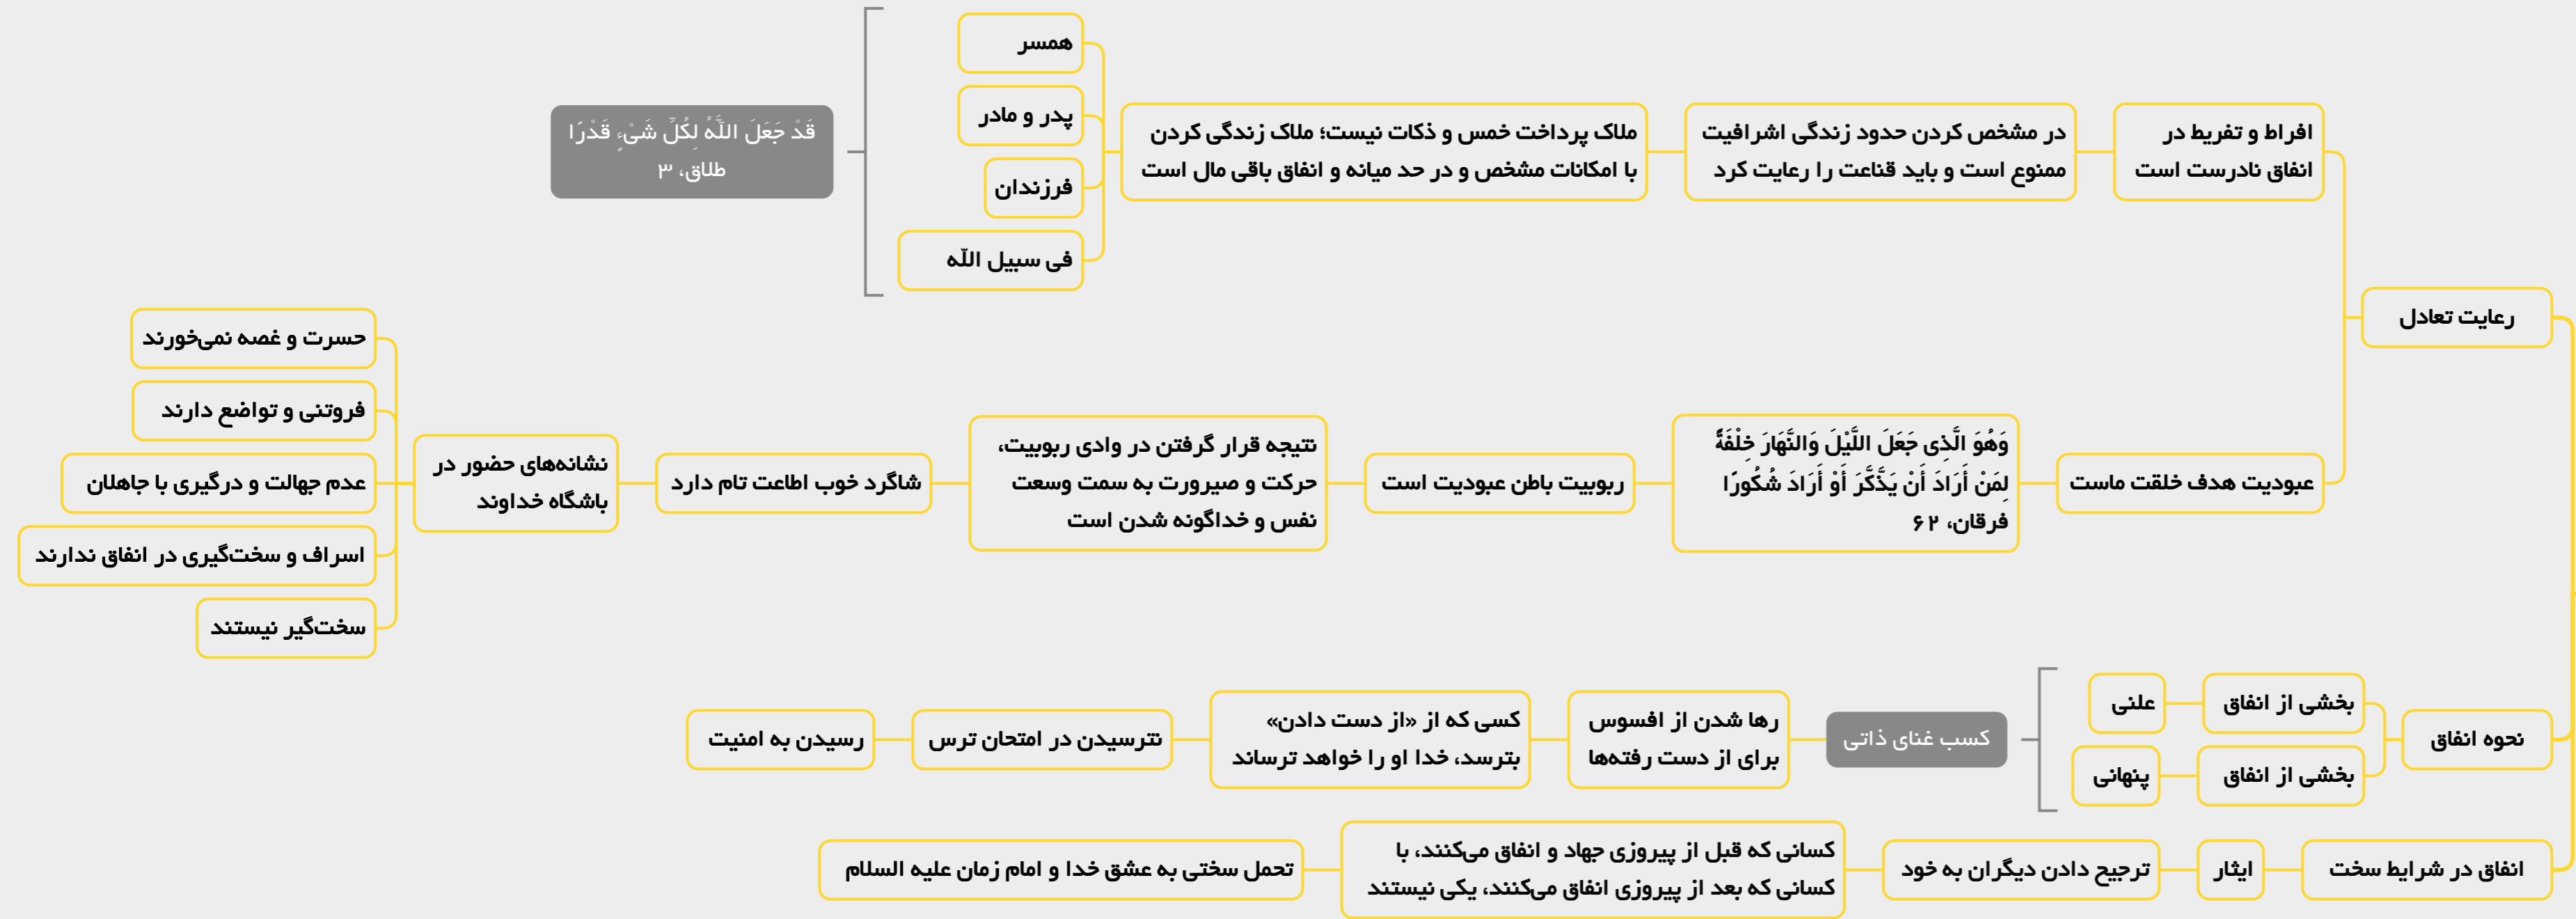 رعایت تعادل
افراط و تفریط در
انفاق نادرست است
در مشخص کردن حدود زندگی اشرافیت
ممنوع است و باید قناعت را رعایت کرد
ملاک پرداخت خمس و ذکات نیست؛ ملاک زندگی کردن
با امکانات مشخص و در حد میانه و انفاق باقی مال است
همسر
پدر و مادر
فرزندان
فی سبیل اللّه
قَدْ جَعَلَ اللَّهُ لِکُلِّ شَیْءٍ قَدْرًا
طلاق، ۳
عبودیت هدف خلقت ماست
وَهُوَ الَّذِی جَعَلَ اللَّیْلَ وَالنَّهَارَ خِلْفَةً
لِمَنْ أَرَادَ أَنْ یَذَّکَّرَ أَوْ أَرَادَ شُکُورًا
فرقان، ۶۲
ربوبیت باطن عبودیت است
نتیجه قرار گرفتن در وادی ربوبیت،
حرکت و صیرورت به سمت وسعت
نفس و خداگونه شدن است
شاگرد خوب اطاعت تام دارد
نشانه‌های حضور در
باشگاه خداوند
حسرت و غصه نمی‌خورند
فروتنی و تواضع دارند
عدم جهالت و درگیری با جاهلان
اسراف و سخت‌گیری در انفاق ندارند
سخت‌گیر نیستند
نحوه انفاق
بخشی از انفاق
علنی
بخشی از انفاق
پنهانی
کسب غنای ذاتی
رها شدن از افسوس
برای از دست رفته‌ها
کسی که از «از دست دادن»
بترسد، خدا او را خواهد ترساند
نترسیدن در امتحان ترس
رسیدن به امنیت
انفاق در شرایط سخت
ایثار
ترجیح دادن دیگران به خود
کسانی که قبل از پیروزی جهاد و انفاق می‌کنند، با
کسانی که بعد از پیروزی انفاق می‌کنند، یکی نیستند
تحمل سختی به عشق خدا و امام زمان علیه السلام